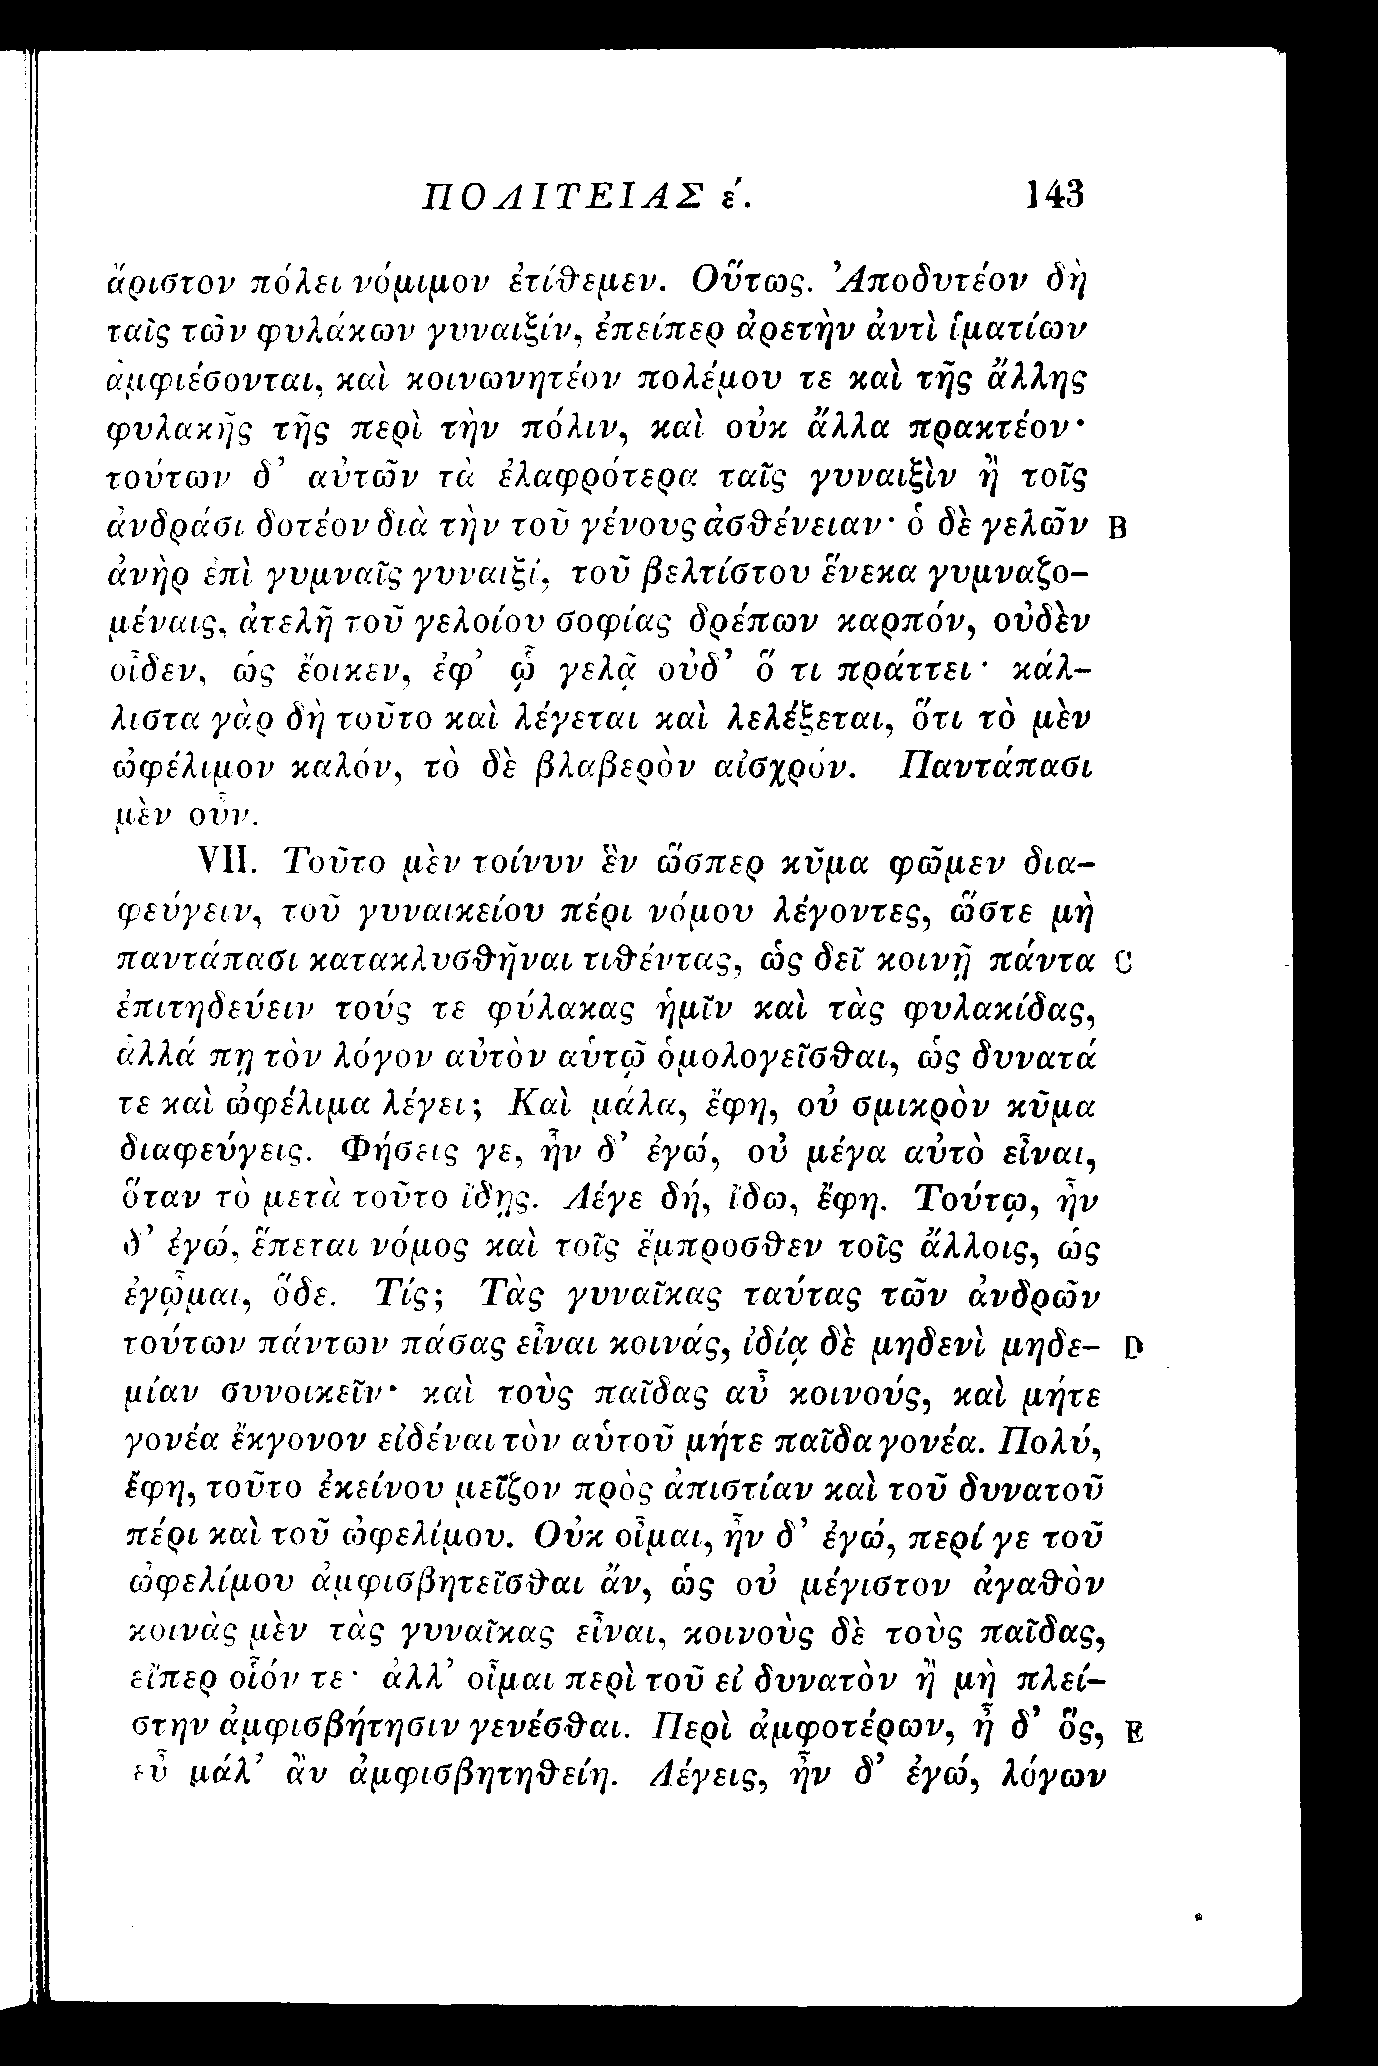 ΠΟΛΙΤΕΙΑΣ έ. 143
ἄριστον πόλει νόμιμον ἐτίθεμεν. Οὕτως. Ἀποδυτέον δὴ
ταῖς τῶν φυλάκων γυναιξίν, ἐπείπερ ἀρετὴν ἀντὶ ἱματίων
ἀμφιέσονται, καὶ κοινωνητέον πολέμου τε καὶ τῆς ἄλλης
φυλακῆς τῆς περὶ τὴν πόλιν, καὶ οὐκ ἄλλα πρακτέον·
τούτων δ’ αὐτῶν τὰ ἐλαφρότερα ταῖς γυναιξὶν ἢ τοῖς
ἀνδράσι δοτέον διὰ τὴν τοῦ γένους ἀσθένειαν· ὁ δὲ γελῶν B
ἀνὴρ ἐπὶ γυμναῖς γυναιξί, τοῦ βελτίστου ἕνεκα γυμναζο-
μέναις, ἀτελῆ τοῦ γελοίου σοφίας δρέπων καρπόν, οὐδὲν
οἶδεν, ὡς ἔοικεν, ἐφ’ ᾧ γελᾷ οὐδ’ ὅ τι πράττει· κάλ-
λιστα γὰρ δὴ τοῦτο καὶ λέγεται καὶ λελέξεται, ὅτι τὸ μὲν
ὠφέλιμον καλόν, τὸ δὲ βλαβερὸν αἰσχρόν. Παντάπασι
μὲν οὖν.
VII. Τοῦτο μὲν τοίνυν ἓν ὥσπερ κῦμα φῶμεν δια-
φεύγειν, τοῦ γυναικείου πέρι νόμου λέγοντες, ὥστε μὴ
παντάπασι κατακλυσθῆναι τιθέντας, ὡς δεῖ κοινῇ πάντα C
ἐπιτηδεύειν τούς τε φύλακας ἡμῖν καὶ τὰς φυλακίδας,
ἀλλά πῃ τὸν λόγον αὐτὸν αὑτῷ ὁμολογεῖσθαι, ὡς δυνατά
τε καὶ ὠφέλιμα λέγει; Καὶ μάλα, ἔφη, οὐ σμικρὸν κῦμα
διαφεύγεις. Φήσεις γε, ἦν δ’ ἐγώ, οὐ μέγα αὐτὸ εἶναι,
ὅταν τὸ μετὰ τοῦτο ἴδῃς. Λέγε δή, ἴδω, ἔφη. Τούτῳ, ἦν
δ’ ἐγώ, ἕπεται νόμος καὶ τοῖς ἔμπροσθεν τοῖς ἄλλοις, ὡς
ἐγᾦμαι, ὅδε. Τίς; Τὰς γυναῖκας ταύτας τῶν ἀνδρῶν
τούτων πάντων πάσας εἶναι κοινάς, ἰδίᾳ δὲ μηδενὶ μηδε- D
μίαν συνοικεῖν· καὶ τοὺς παῖδας αὖ κοινούς, καὶ μήτε
γονέα ἔκγονον εἰδέναι τὸν αὑτοῦ μήτε παῖδα γονέα. Πολύ,
ἔφη, τοῦτο ἐκείνου μεῖζον πρὸς ἀπιστίαν καὶ τοῦ δυνατοῦ
πέρι καὶ τοῦ ὠφελίμου. Οὐκ οἶμαι, ἦν δ’ ἐγώ, περί γε τοῦ
ὠφελίμου ἀμφισβητεῖσθαι ἄν, ὡς οὐ μέγιστον ἀγαθὸν
κοινὰς μὲν τὰς γυναῖκας εἶναι, κοινοὺς δὲ τοὺς παῖδας,
εἴπερ οἷόν τε· ἀλλ’ οἶμαι περὶ τοῦ εἰ δυνατὸν ἢ μὴ πλεί-
στην ἀμφισβήτησιν γενέσθαι. Περὶ ἀμφοτέρων, ἦ δ’ ὅς, E
εὖ μάλ’ ἂν ἀμφισβητηθείη. Λέγεις, ἦν δ’ ἐγώ, λόγων